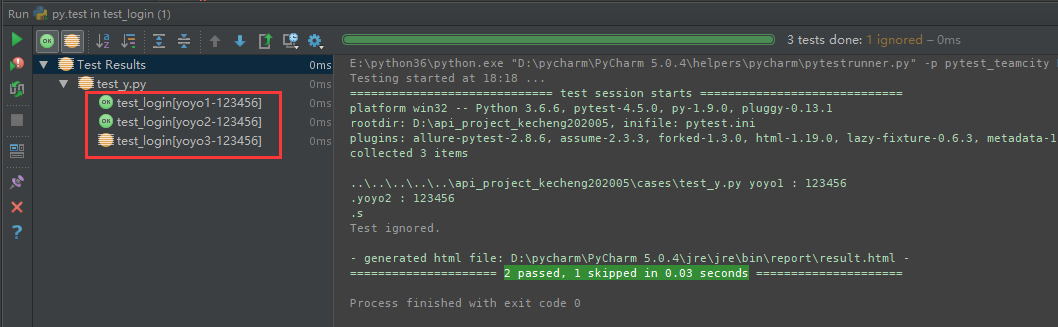 Run py.test in test_login (1)
3 tests done: 1 ignored – 0ms
Test Results 0ms
test_y.py 0ms
OK test_login[yoyo1-123456] 0ms
OK test_login[yoyo2-123456] 0ms
test_login[yoyo3-123456] 0ms
E:\python36\python.exe "D:\pycharm\PyCharm 5.0.4\helpers\pycharm\pytestrunner.py" -p pytest_teamcity
Testing started at 18:18 ...
============================= test session starts =============================
platform win32 -- Python 3.6.6, pytest-4.5.0, py-1.9.0, pluggy-0.13.1
rootdir: D:\api_project_kecheng202005, inifile: pytest.ini
plugins: allure-pytest-2.8.6, assume-2.3.3, forked-1.3.0, html-1.19.0, lazy-fixture-0.6.3, metadata-1
collected 3 items
..\..\..\..\..\api_project_kecheng202005\cases\test_y.py yoyo1 : 123456
.yoyo2 : 123456
.s
Test ignored.
- generated html file: D:\pycharm\PyCharm 5.0.4\jre\jre\bin\report\result.html -
===================== 2 passed, 1 skipped in 0.03 seconds =====================
Process finished with exit code 0